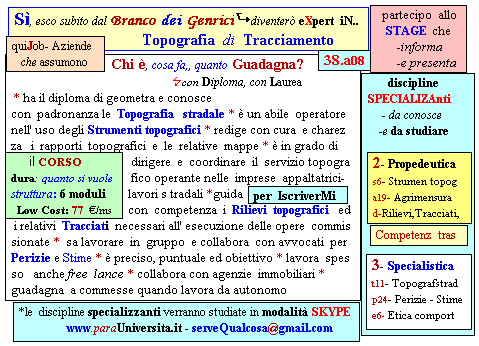 Sì, esco subito dal Branco dei Genrici diventerò eXpert iN..
Topografia di Tracciamento
partecipo allo
STAGE che
-informa
-e presenta
quiJob- Aziende
che assumono
Chi è, cosa fa,, quanto Guadagna?
38.a08
con Diploma, con Laurea
* ha il diploma di geometra e conosce
con padronanza le Topografia stradale * è un abile operatore
nell' uso degli Strumenti topografici * redige con cura e charez
za i rapporti topografici e le relative mappe * è in grado di
il CORSO
dura: quanto si vuole
struttura: 6 moduli
Low Cost: 77 €/ms
dirigere e coordinare il servizio topogra
fico operante nelle imprese appaltatrici-
lavori s tradali *guida
per IscriverMi
con competenza i Rilievi topografici ed
i relativi Tracciati necessari all' esecuzione delle opere commis
sionate * sa lavorare in gruppo e collabora con avvocati per
Perizie e Stime * è preciso, puntuale ed obiettivo * lavora spes
so anche free lance * collabora con agenzie immobiliari *
guadagna a commesse quando lavora da autonomo
discipline
SPECIALIZAnti
- da conosce
-e da studiare
2- Propedeutica
s6- Strumen topog
a19- Agrimensura
d-Rilievi,Tracciati,
Competenz tras
3- Specialistica
t11- Topografstrad
p24- Perizie - Stime
e6- Etica comport
*le discipline specializzanti verranno studiate in modalità SKYPE
www.paraUniversita.it - serveQualcosa@gmail.com